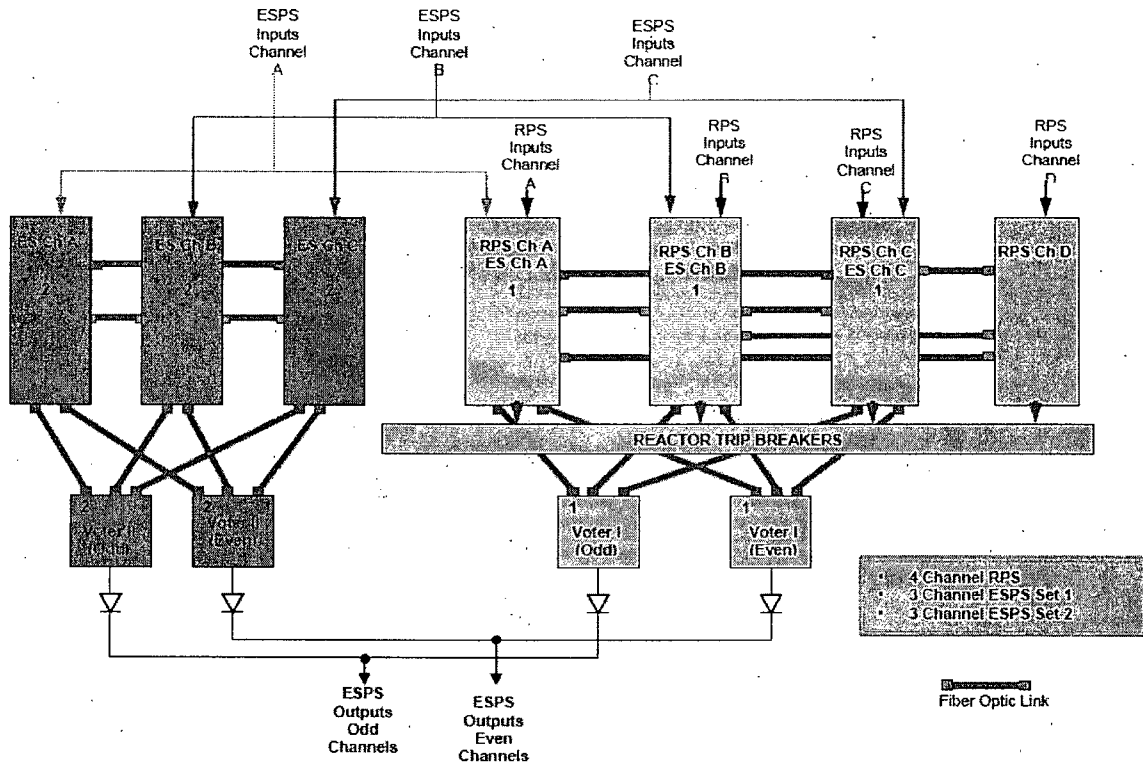 ESPS
Inputs
Channel
A
ESPS
Inputs
Channel
B
ESPS
Inputs
Channel
C
RPS
Inputs
Channel
A
RPS
Inputs
Channel
B
RPS
Inputs
Channel
C
RPS
Inputs
Channel
D
ES Ch A
2
ES Ch B
2
ES Ch C
2
RPS Ch A
ES Ch A
1
RPS Ch B
ES Ch B
1
RPS Ch C
ES Ch C
1
RPS Ch D
REACTOR TRIP BREAKERS
2
Voter
2
Voter
(Even)
1
Voter I
(Odd)
1
Voter I
(Even)
4 Channel RPS
3 Channel ESPS Set 1
3 Channel ESPS Set 2
ESPS
Outputs
Odd
Channels
ESPS
Outputs
Even
Channels
Fiber Optic Link